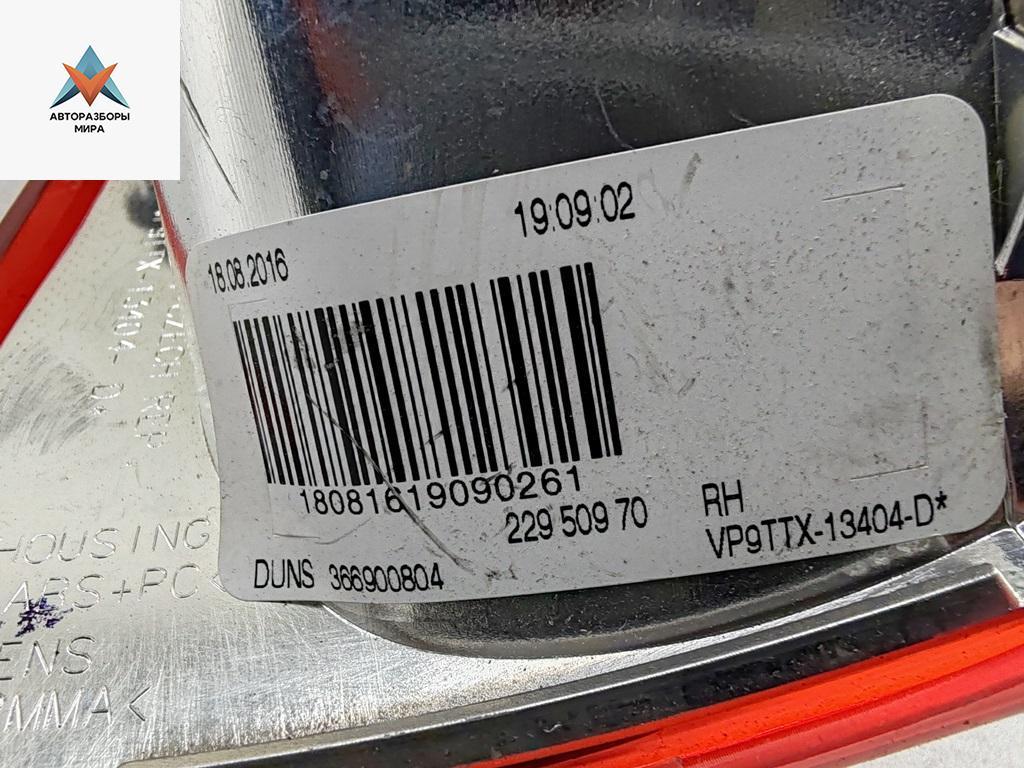 АВТОРАЗБОРЫ
МИРА
19:09:02
18.08.2016
18081619090261
229 509 70
RH
VP9TTX-13404-D*
DUNS 366900804
HOUSING
ABS+PC
ENS
PMMA<